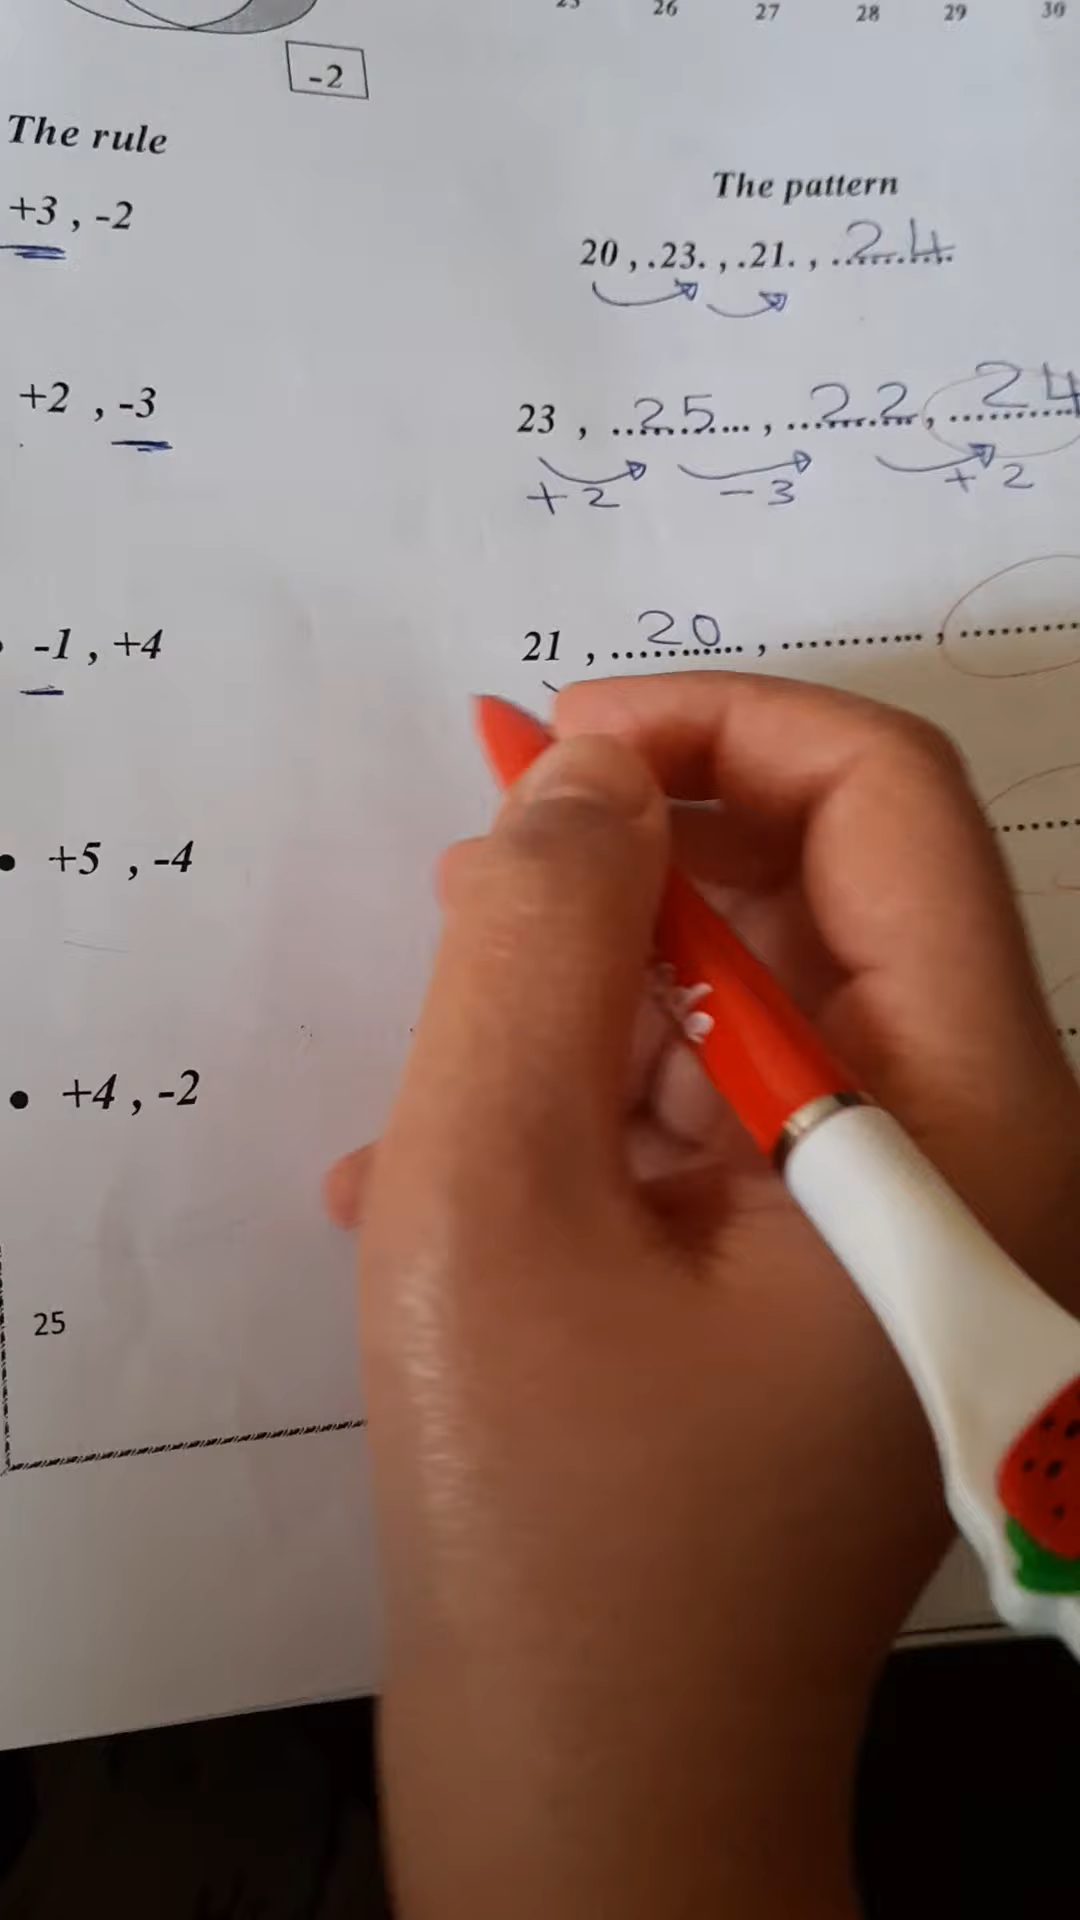 25 26 27 28 29 30
-2
The rule
The pattern
+3 , -2
20 , .23. , .21. , 24
+2 , -3
23 , 25 , 22 , 24
+2 -3 +2
-1 , +4
21 , 20 ,
+5 , -4
+4 , -2
25